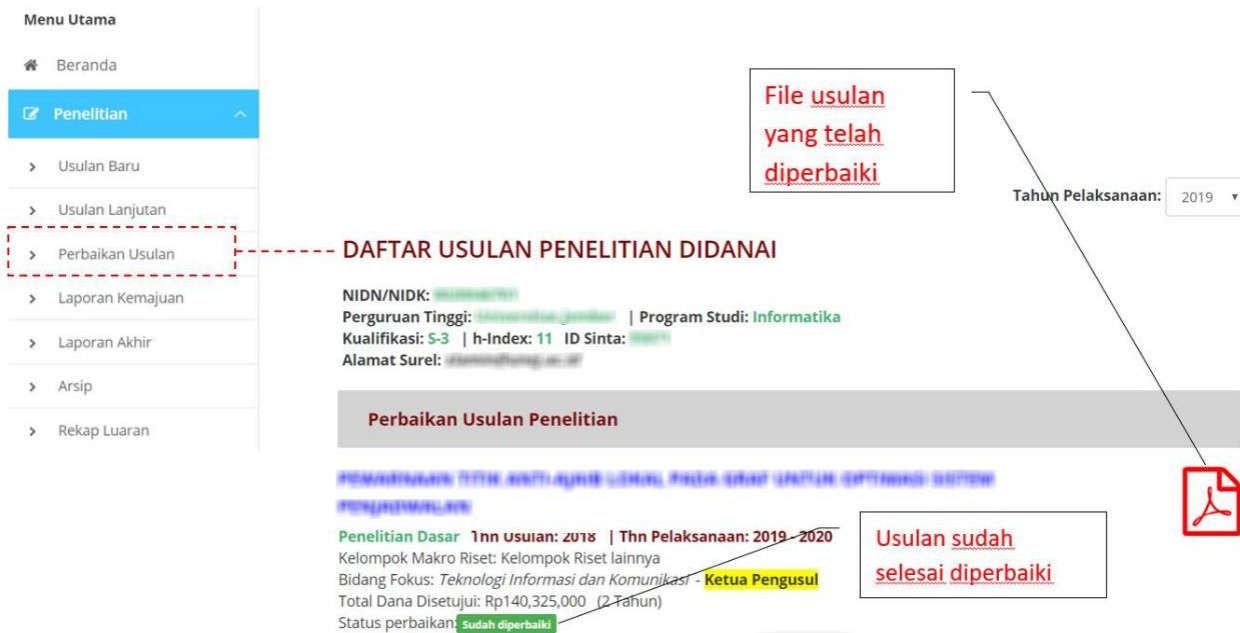 Menu Utama
Beranda
Penelitian
Usulan Baru
Usulan Lanjutan
Perbaikan Usulan
Laporan Kemajuan
Laporan Akhir
Arsip
Rekap Luaran
File usulan
yang telah
diperbaiki
Tahun Pelaksanaan: 2019
DAFTAR USULAN PENELITIAN DIDANAI
NIDN/NIDK:
Perguruan Tinggi: | Program Studi: Informatika
Kualifikasi: S-3 | h-Index: 11 ID Sinta:
Alamat Surel:
Perbaikan Usulan Penelitian
Penelitian Dasar Thn Usulan: 2018 | Thn Pelaksanaan: 2019 - 2020
Kelompok Makro Riset: Kelompok Riset lainnya
Bidang Fokus: Teknologi Informasi dan Komunikasi - Ketua Pengusul
Total Dana Disetujui: Rp140,325,000 (2 Tahun)
Status perbaikan: Sudah diperbaiki
Usulan sudah
selesai diperbaiki